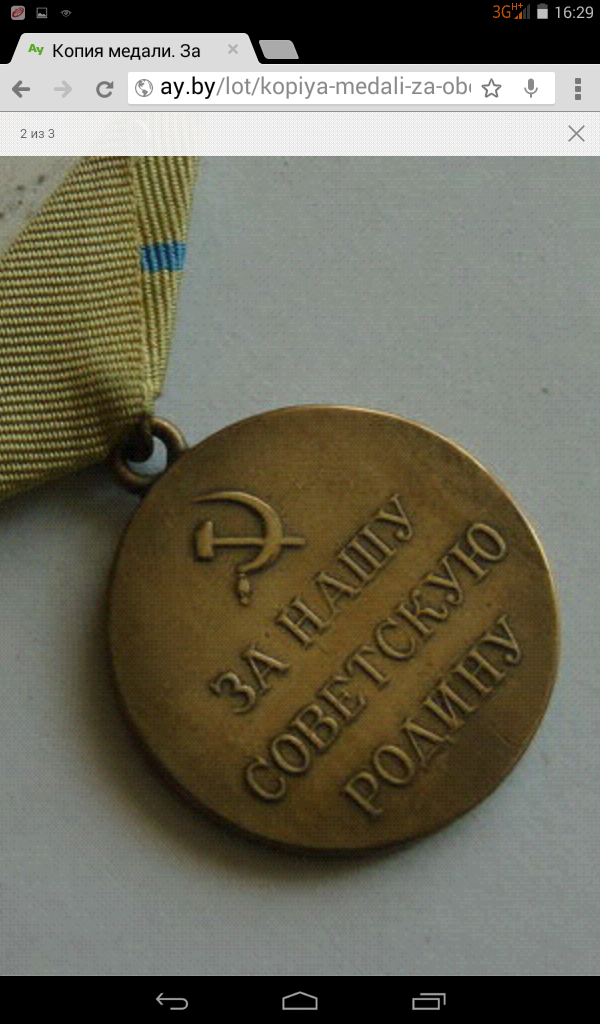 3G H+ 16:29
Ay Копия медали. За
ay.by/lot/kopiya-medali-za-obo
2 из 3
ЗА НАШУ
СОВЕТСКУЮ
РОДИНУ